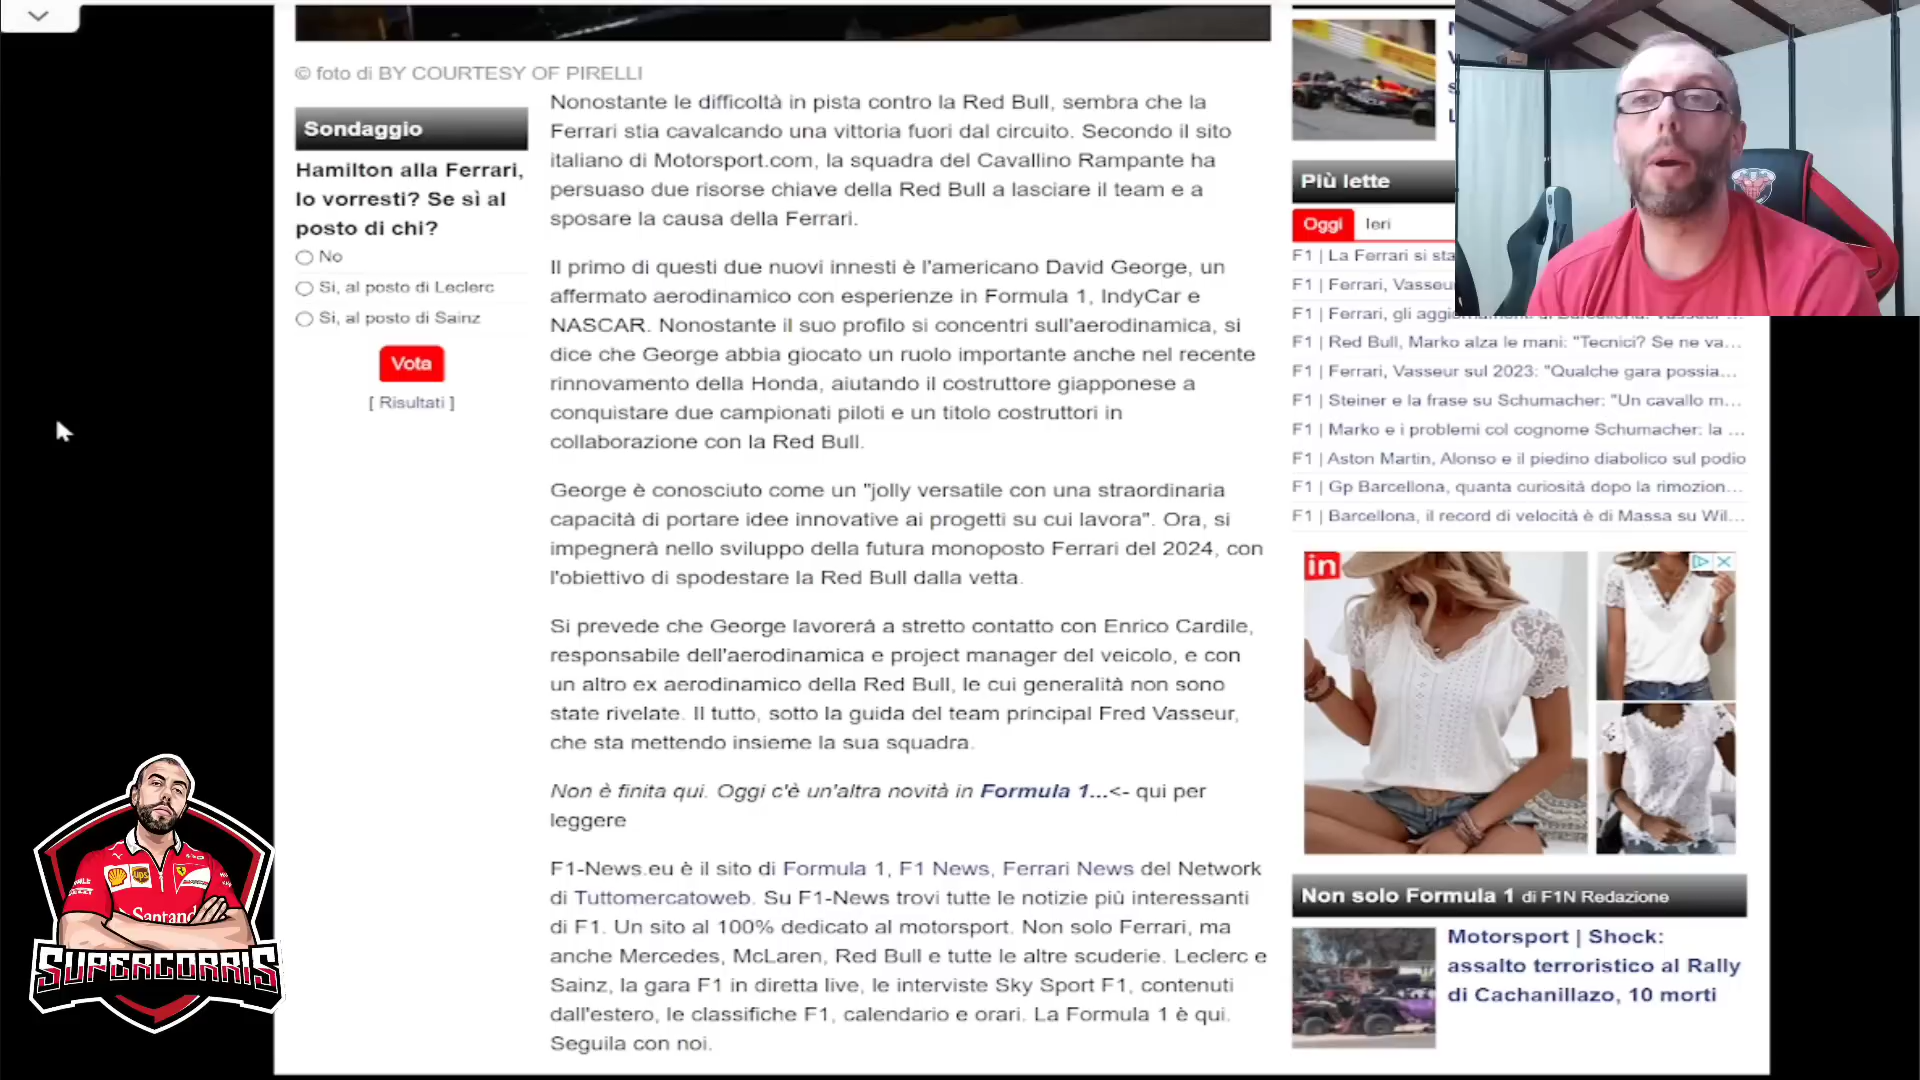 © foto di BY COURTESY OF PIRELLI
Sondaggio
Hamilton alla Ferrari,
lo vorresti? Se sì al
posto di chi?
No
Si, al posto di Leclerc
Si, al posto di Sainz
Vota
[ Risultati ]
Nonostante le difficoltà in pista contro la Red Bull, sembra che la
Ferrari stia cavalcando una vittoria fuori dal circuito. Secondo il sito
italiano di Motorsport.com, la squadra del Cavallino Rampante ha
persuaso due risorse chiave della Red Bull a lasciare il team e a
sposare la causa della Ferrari.
Il primo di questi due nuovi innesti è l'americano David George, un
affermato aerodinamico con esperienze in Formula 1, IndyCar e
NASCAR. Nonostante il suo profilo si concentri sull'aerodinamica, si
dice che George abbia giocato un ruolo importante anche nel recente
rinnovamento della Honda, aiutando il costruttore giapponese a
conquistare due campionati piloti e un titolo costruttori in
collaborazione con la Red Bull.
George è conosciuto come un "jolly versatile con una straordinaria
capacità di portare idee innovative ai progetti su cui lavora". Ora, si
impegnerà nello sviluppo della futura monoposto Ferrari del 2024, con
l'obiettivo di spodestare la Red Bull dalla vetta.
Si prevede che George lavorerà a stretto contatto con Enrico Cardile,
responsabile dell'aerodinamica e project manager del veicolo, e con
un altro ex aerodinamico della Red Bull, le cui generalità non sono
state rivelate. Il tutto, sotto la guida del team principal Fred Vasseur,
che sta mettendo insieme la sua squadra.
Non è finita qui. Oggi c'è un'altra novità in Formula 1...<- qui per
leggere
F1-News.eu è il sito di Formula 1, F1 News, Ferrari News del Network
di Tuttomercatoweb. Su F1-News trovi tutte le notizie più interessanti
di F1. Un sito al 100% dedicato al motorsport. Non solo Ferrari, ma
anche Mercedes, McLaren, Red Bull e tutte le altre scuderie. Leclerc e
Sainz, la gara F1 in diretta live, le interviste Sky Sport F1, contenuti
dall'estero, le classifiche F1, calendario e orari. La Formula 1 è qui.
Seguila con noi.
Più lette
Oggi Ieri
F1 | La Ferrari si sta
F1 | Ferrari, Vasseu
F1 | Ferrari, gli
F1 | Red Bull, Marko alza le mani: "Tecnici? Se ne va...
F1 | Ferrari, Vasseur sul 2023: "Qualche gara possia...
F1 | Steiner e la frase su Schumacher: "Un cavallo m...
F1 | Marko e i problemi col cognome Schumacher: la ...
F1 | Aston Martin, Alonso e il piedino diabolico sul podio
F1 | Gp Barcellona, quanta curiosità dopo la rimozion...
F1 | Barcellona, il record di velocità è di Massa su Wil...
in
Non solo Formula 1 di F1N Redazione
Motorsport | Shock:
assalto terroristico al Rally
di Cachanillazo, 10 morti
ups
Santand
SUPERCORRIS